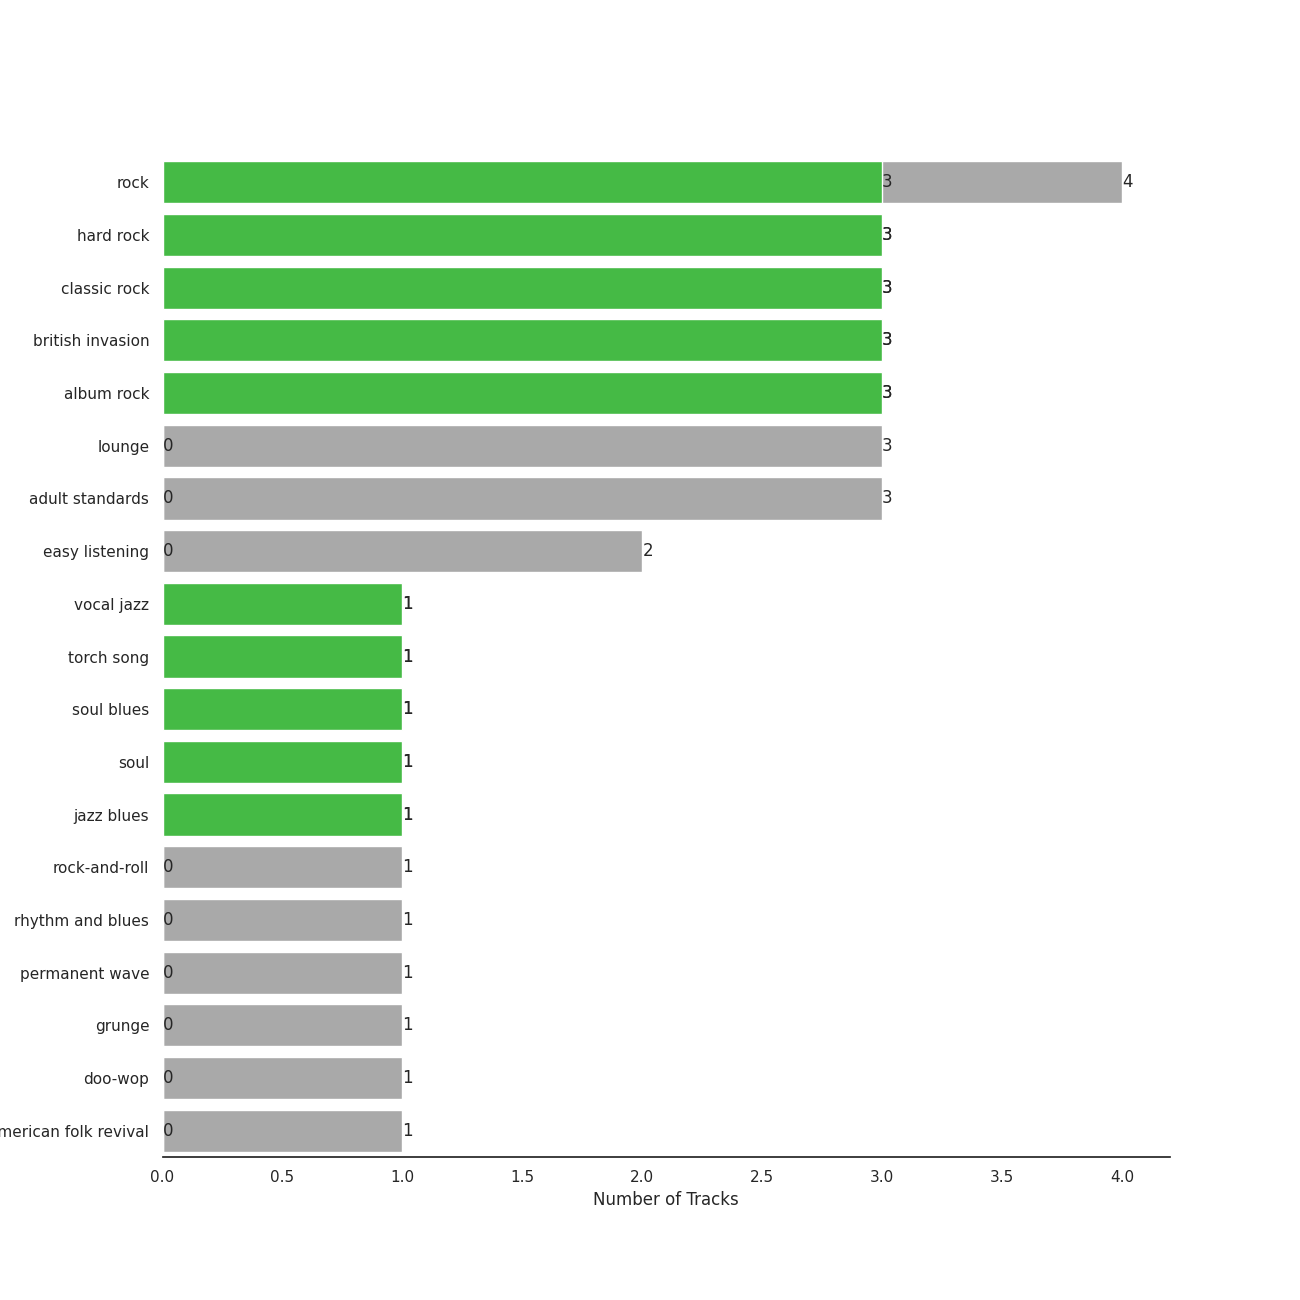 rock 3 4
hard rock 3
classic rock 3
british invasion 3
album rock 3
lounge 0 3
adult standards 0 3
easy listening 0 2
vocal jazz 1
torch song 1
soul blues 1
soul 1
jazz blues 1
rock-and-roll 0 1
rhythm and blues 0 1
permanent wave 0 1
grunge 0 1
doo-wop 0 1
merican folk revival 0 1
0.0 0.5 1.0 1.5 2.0 2.5 3.0 3.5 4.0
Number of Tracks